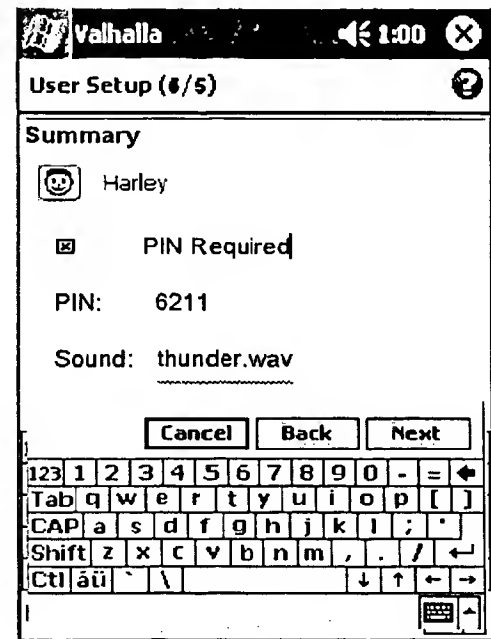 Valhalla 1:00
User Setup (6/5)
Summary
Harley
PIN Required
PIN: 6211
Sound: thunder.wav
Cancel Back Next
123 1 2 3 4 5 6 7 8 9 0 - =
Tab q w e r t y u i o p [ ]
CAP a s d f g h j k l ; '
Shift z x c v b n m , . /
Ctl áü ` \